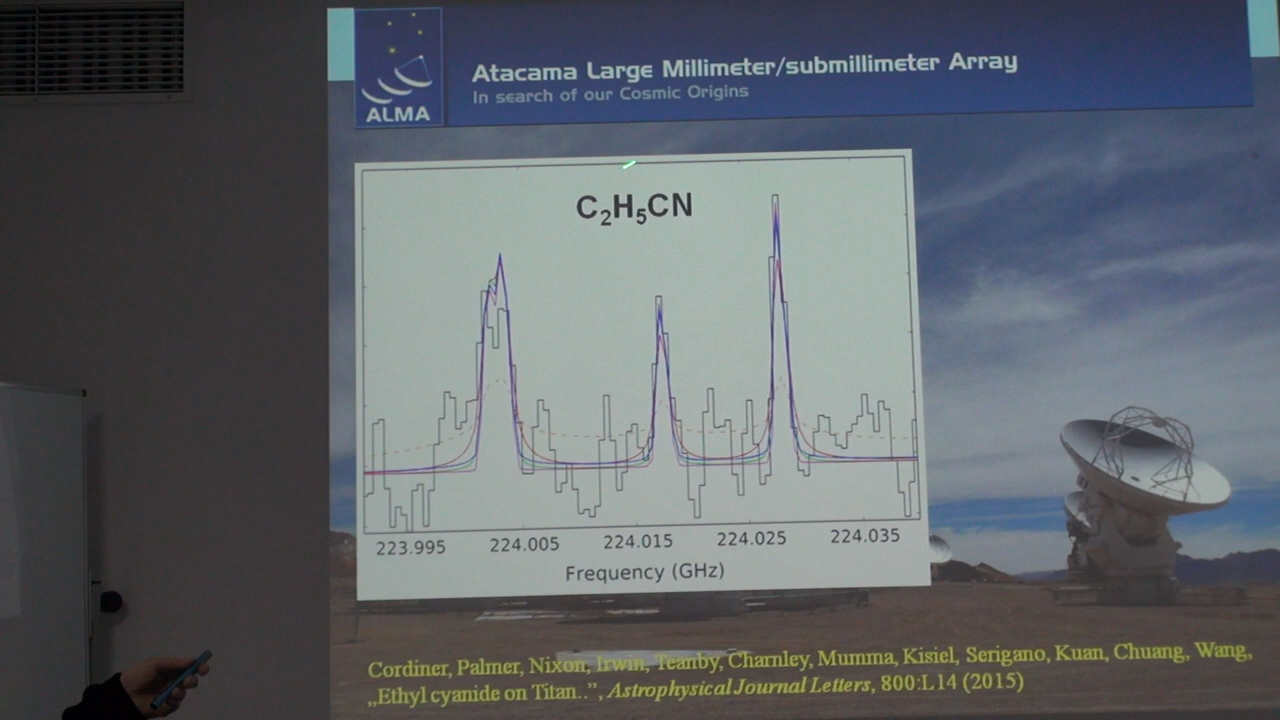 ALMA
Atacama Large Millimeter/submillimeter Array
In search of our Cosmic Origins
C₂H₅CN
223.995 224.005 224.015 224.025 224.035
Frequency (GHz)
Cordiner, Palmer, Nixon, Irwin, Teanby, Charnley, Mumma, Kisiel, Serigano, Kuan, Chuang, Wang,
„Ethyl cyanide on Titan..”, Astrophysical Journal Letters, 800:L14 (2015)